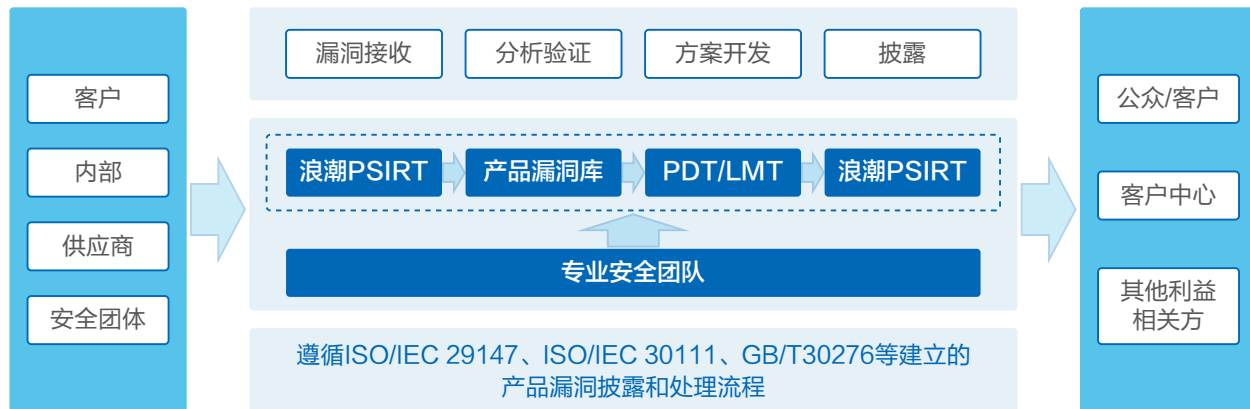 客户
内部
供应商
安全团体
漏洞接收
分析验证
方案开发
披露
浪潮PSIRT
产品漏洞库
PDT/LMT
浪潮PSIRT
专业安全团队
遵循ISO/IEC 29147、ISO/IEC 30111、GB/T30276等建立的
产品漏洞披露和处理流程
公众/客户
客户中心
其他利益
相关方